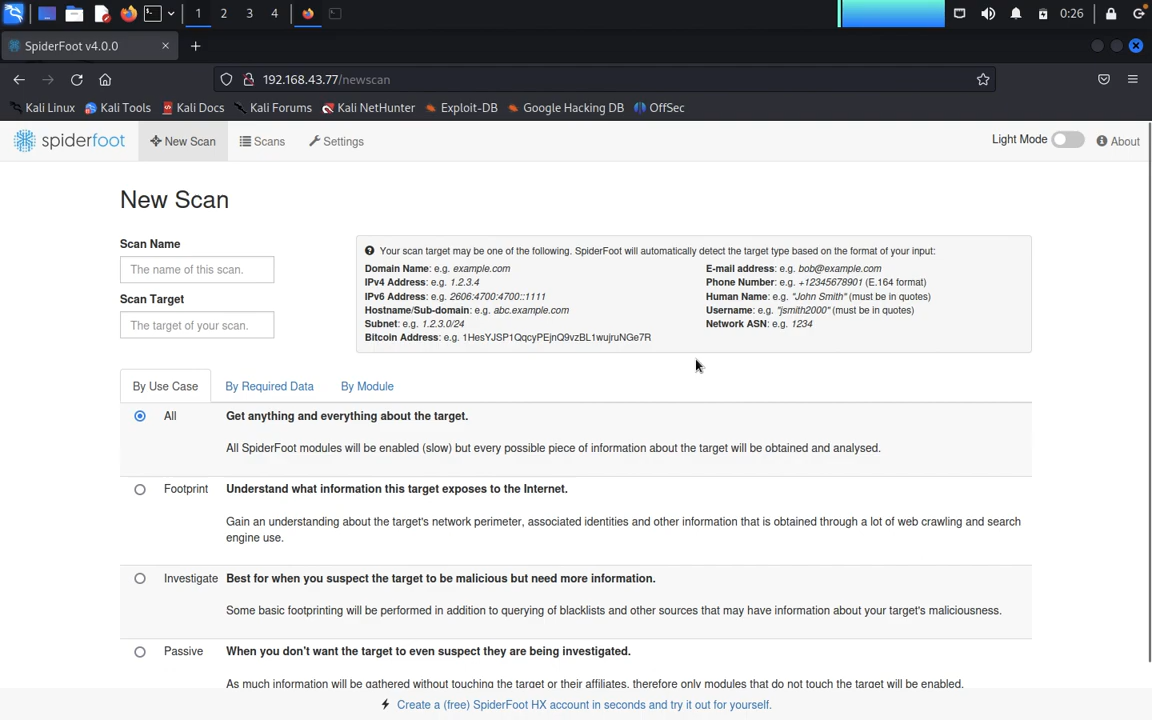 1 2 3 4 0:26
SpiderFoot v4.0.0
192.168.43.77/newscan
Kali Linux Kali Tools Kali Docs Kali Forums Kali NetHunter Exploit-DB Google Hacking DB OffSec
spiderfoot New Scan Scans Settings Light Mode About
New Scan
Scan Name
The name of this scan.
Scan Target
The target of your scan.
Your scan target may be one of the following. SpiderFoot will automatically detect the target type based on the format of your input:
Domain Name: e.g. example.com
IPv4 Address: e.g. 1.2.3.4
IPv6 Address: e.g. 2606:4700:4700::1111
Hostname/Sub-domain: e.g. abc.example.com
Subnet: e.g. 1.2.3.0/24
Bitcoin Address: e.g. 1HesYJSP1QqcyPEjnQ9vzBL1wujruNGe7R
E-mail address: e.g. bob@example.com
Phone Number: e.g. +12345678901 (E.164 format)
Human Name: e.g. "John Smith" (must be in quotes)
Username: e.g. "jsmith2000" (must be in quotes)
Network ASN: e.g. 1234
By Use Case By Required Data By Module
All Get anything and everything about the target.
All SpiderFoot modules will be enabled (slow) but every possible piece of information about the target will be obtained and analysed.
Footprint Understand what information this target exposes to the Internet.
Gain an understanding about the target's network perimeter, associated identities and other information that is obtained through a lot of web crawling and search
engine use.
Investigate Best for when you suspect the target to be malicious but need more information.
Some basic footprinting will be performed in addition to querying of blacklists and other sources that may have information about your target's maliciousness.
Passive When you don't want the target to even suspect they are being investigated.
As much information will be gathered without touching the target or their affiliates, therefore only modules that do not touch the target will be enabled.
Create a (free) SpiderFoot HX account in seconds and try it out for yourself.